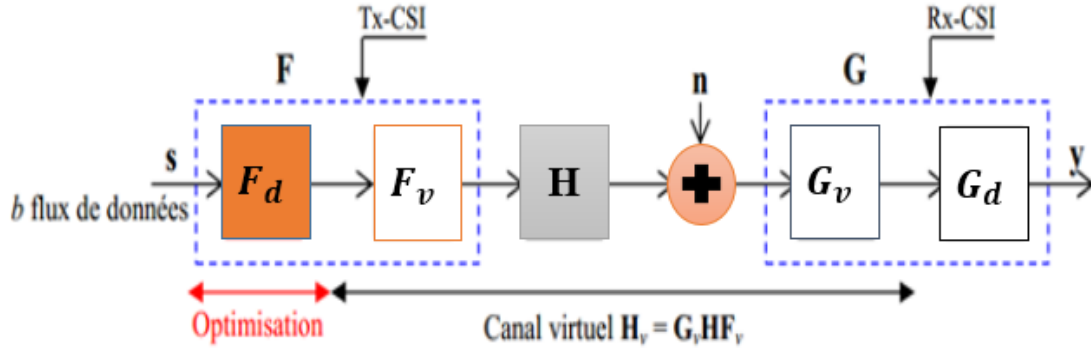 Tx-CSI
Rx-CSI
F
G
n
s
F_d
F_v
H
G_v
G_d
y
b flux de données
Optimisation
Canal virtuel H_v = G_vHF_v